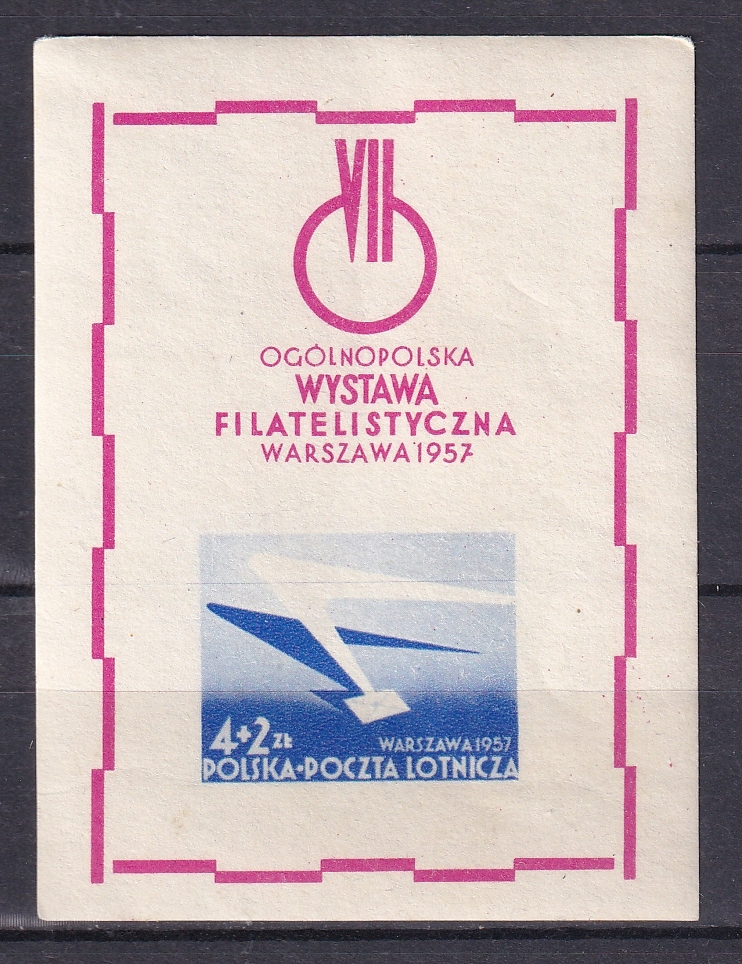 VII
OGÓLNOPOLSKA
WYSTAWA
FILATELISTYCZNA
WARSZAWA 1957
4+2 ZŁ
WARSZAWA 1957
POLSKA•POCZTA LOTNICZA